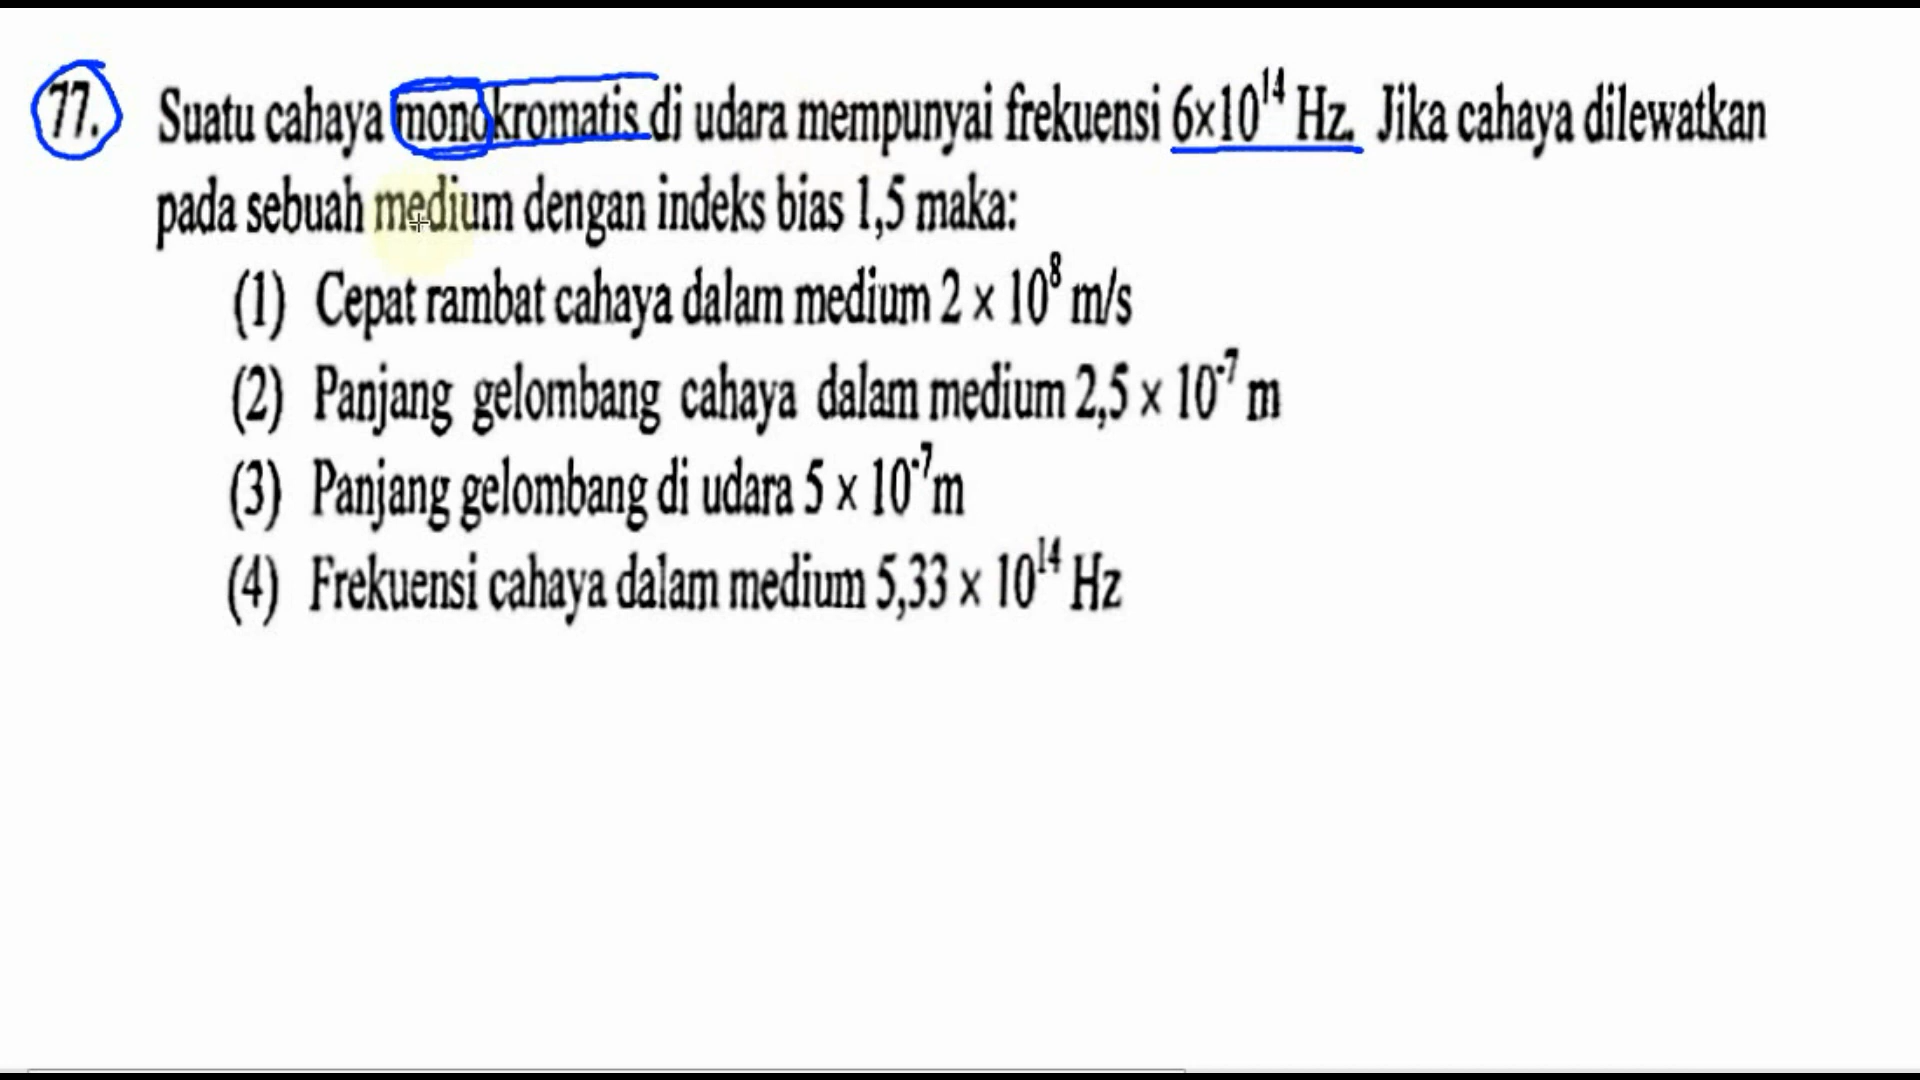 77. Suatu cahaya monokromatis di udara mempunyai frekuensi 6×10¹⁴ Hz. Jika cahaya dilewatkan
pada sebuah medium dengan indeks bias 1,5 maka:
(1) Cepat rambat cahaya dalam medium 2 × 10⁸ m/s
(2) Panjang gelombang cahaya dalam medium 2,5 × 10⁻⁷ m
(3) Panjang gelombang di udara 5 × 10⁻⁷m
(4) Frekuensi cahaya dalam medium 5,33 × 10¹⁴ Hz